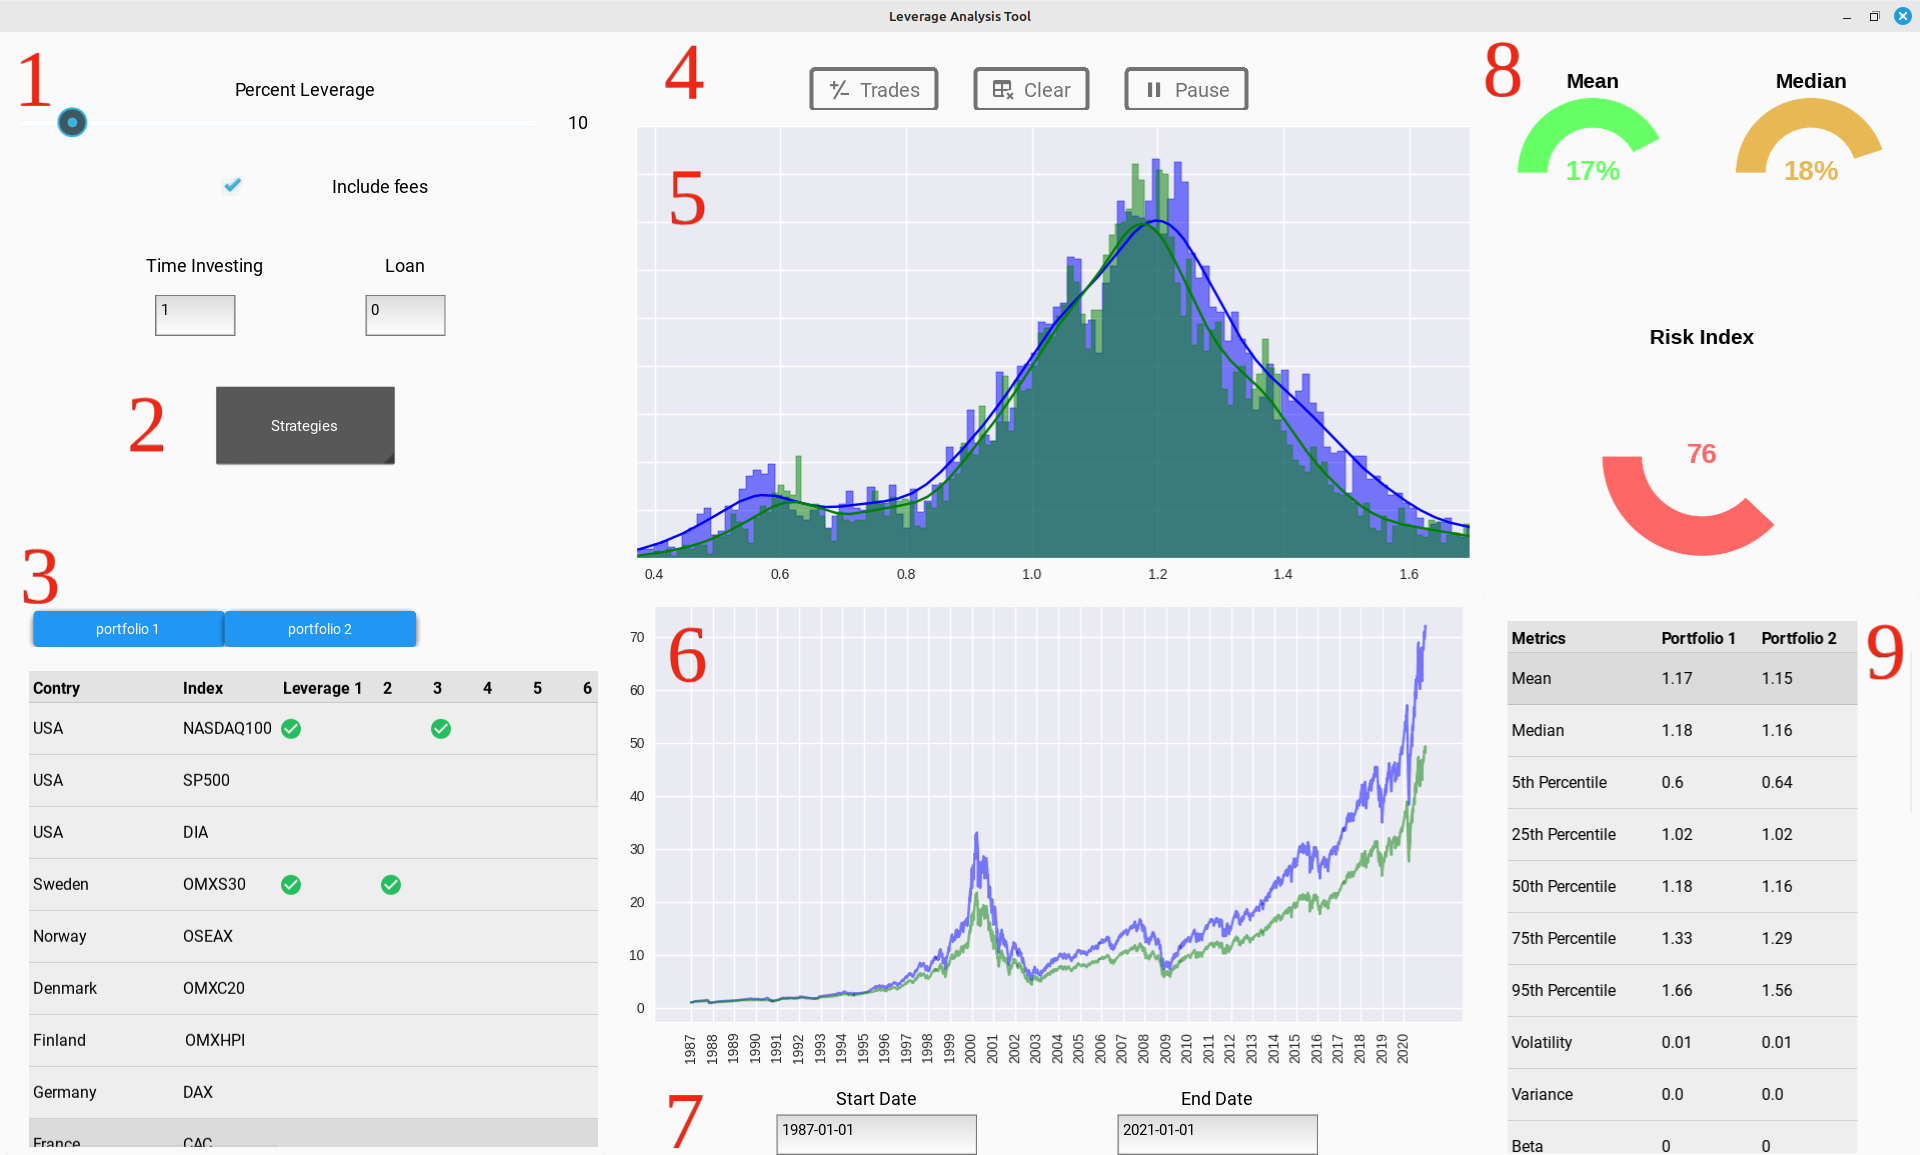 Leverage Analysis Tool
1
Percent Leverage
10
Include fees
Time Investing Loan
1 0
2
Strategies
3
portfolio 1 portfolio 2
Contry Index Leverage 1 2 3 4 5 6
USA NASDAQ100
USA SP500
USA DIA
Sweden OMXS30
Norway OSEAX
Denmark OMXC20
Finland OMXHPI
Germany DAX
France CAC
4
Trades Clear Pause
5
0.4 0.6 0.8 1.0 1.2 1.4 1.6
6
70
60
50
40
30
20
10
0
1987 1988 1989 1990 1991 1992 1993 1994 1995 1996 1997 1998 1999 2000 2001 2002 2003 2004 2005 2006 2007 2008 2009 2010 2011 2012 2013 2014 2015 2016 2017 2018 2019 2020
7
Start Date End Date
1987-01-01 2021-01-01
8
Mean Median
17% 18%
Risk Index
76
9
Metrics Portfolio 1 Portfolio 2
Mean 1.17 1.15
Median 1.18 1.16
5th Percentile 0.6 0.64
25th Percentile 1.02 1.02
50th Percentile 1.18 1.16
75th Percentile 1.33 1.29
95th Percentile 1.66 1.56
Volatility 0.01 0.01
Variance 0.0 0.0
Beta 0 0